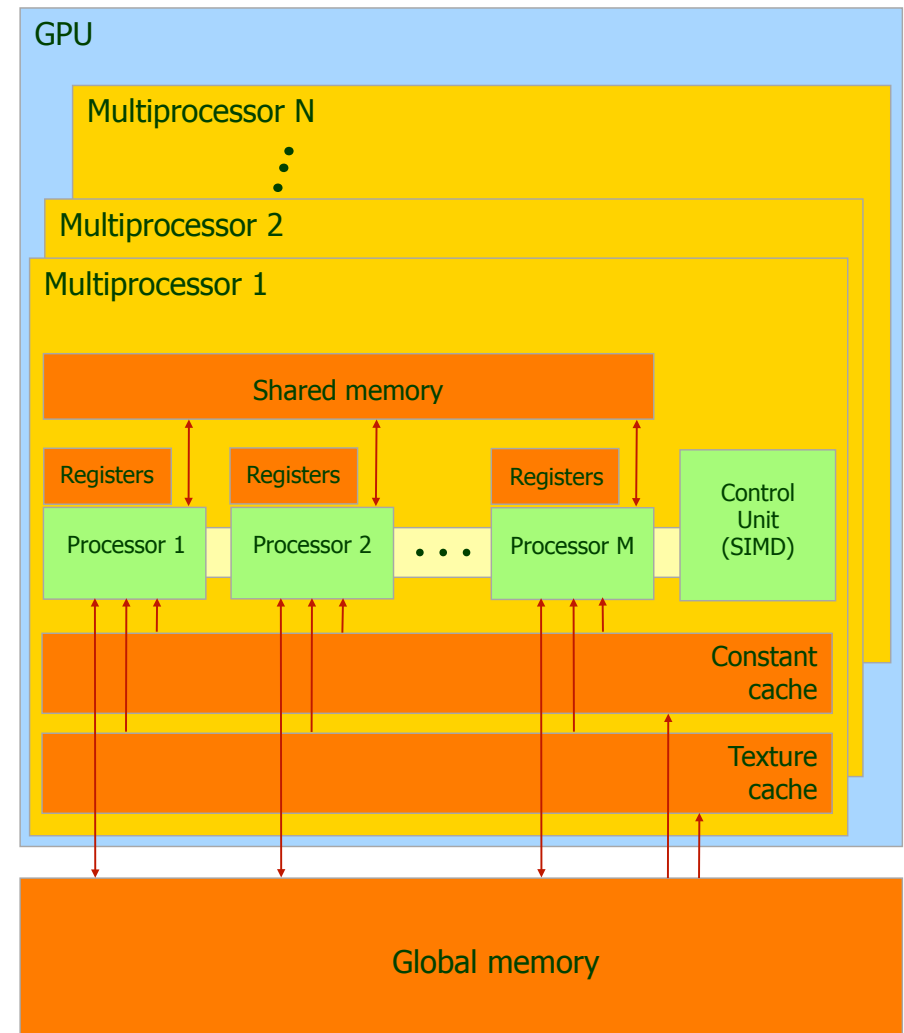 GPU
Multiprocessor N
Multiprocessor 2
Multiprocessor 1
Shared memory
Registers
Registers
Registers
Processor 1
Processor 2
Processor M
Control
Unit
(SIMD)
Constant
cache
Texture
cache
Global memory